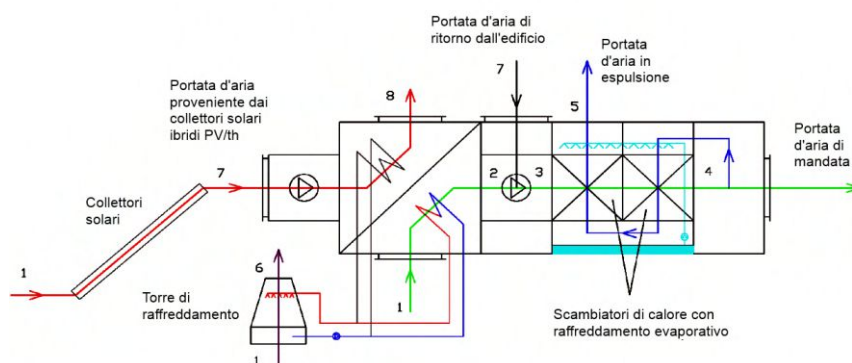 Portata d'aria di
ritorno dall'edificio
Portata
d'aria in
espulsione
Portata d'aria
proveniente dai
collettori solari
ibridi PV/th
7
8
5
Portata
d'aria di
mandata
7
2
3
4
Collettori
solari
1
6
Torre di
raffreddamento
1
1
Scambiatori di calore con
raffreddamento evaporativo